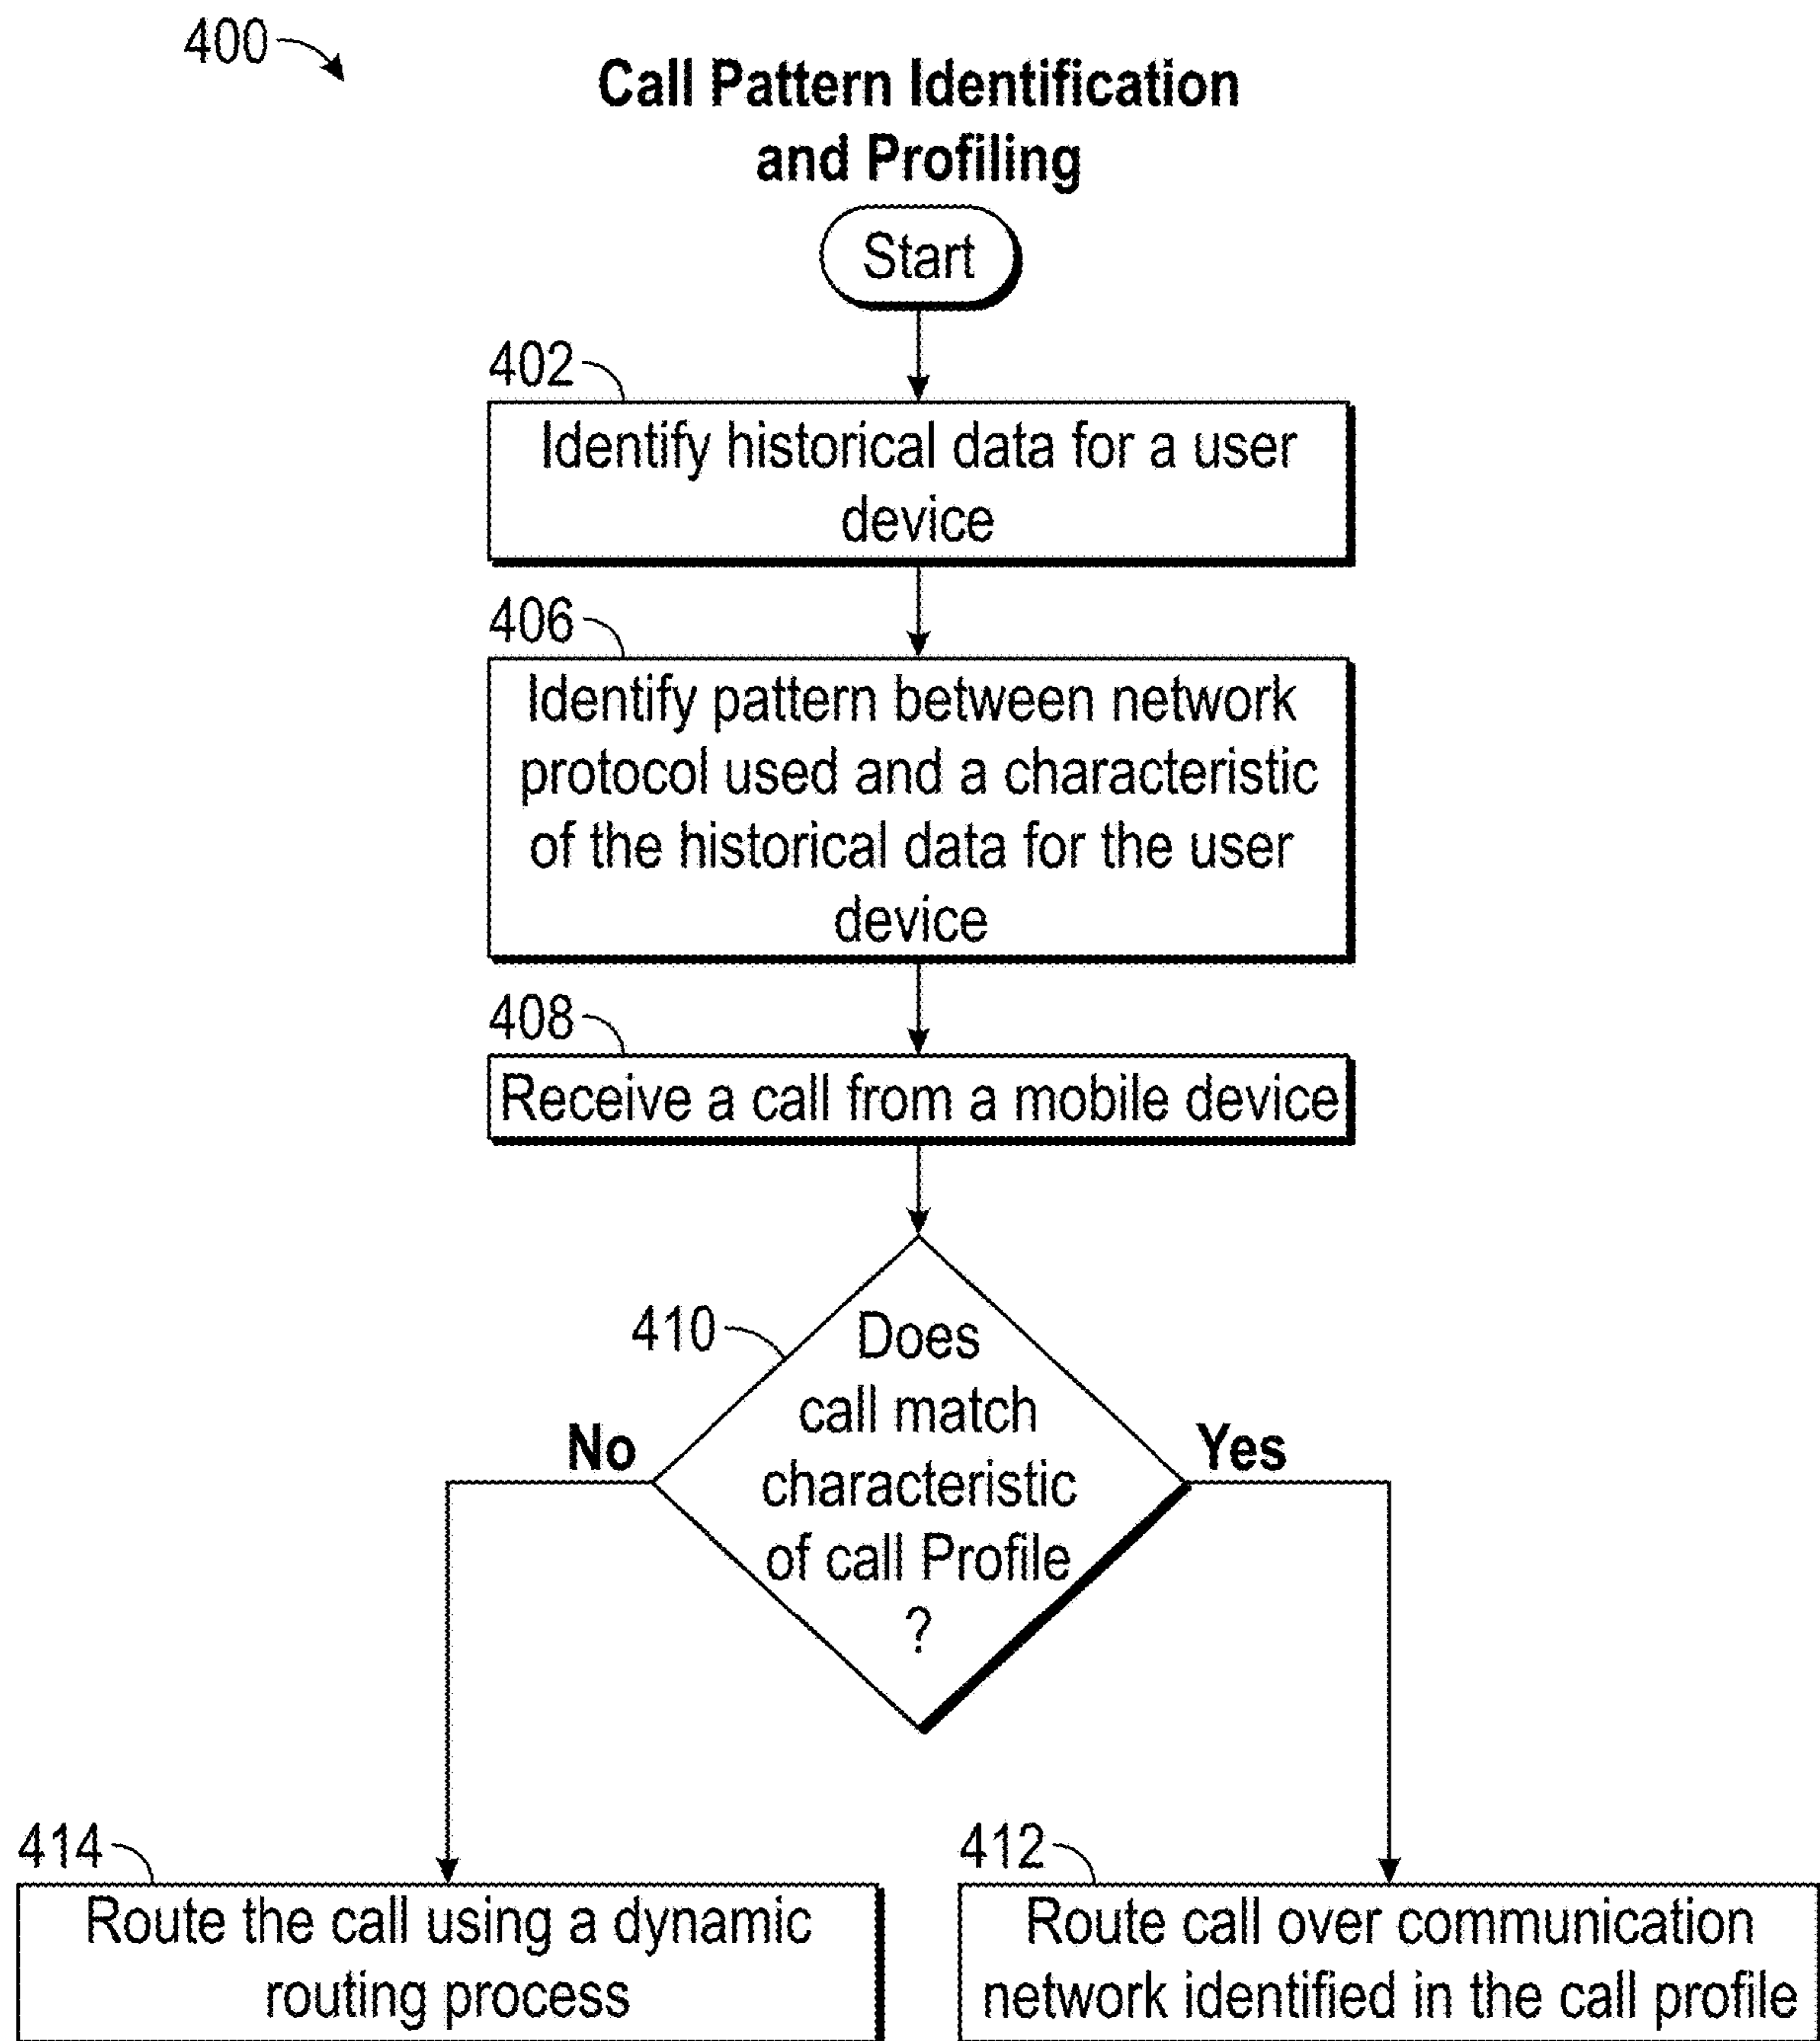 400
Call Pattern Identification
and Profiling
Start
402
Identify historical data for a user
device
406
Identify pattern between network
protocol used and a characteristic
of the historical data for the user
device
408
Receive a call from a mobile device
410
Does
call match
characteristic
of call Profile
?
No
Yes
414
Route the call using a dynamic
routing process
412
Route call over communication
network identified in the call profile